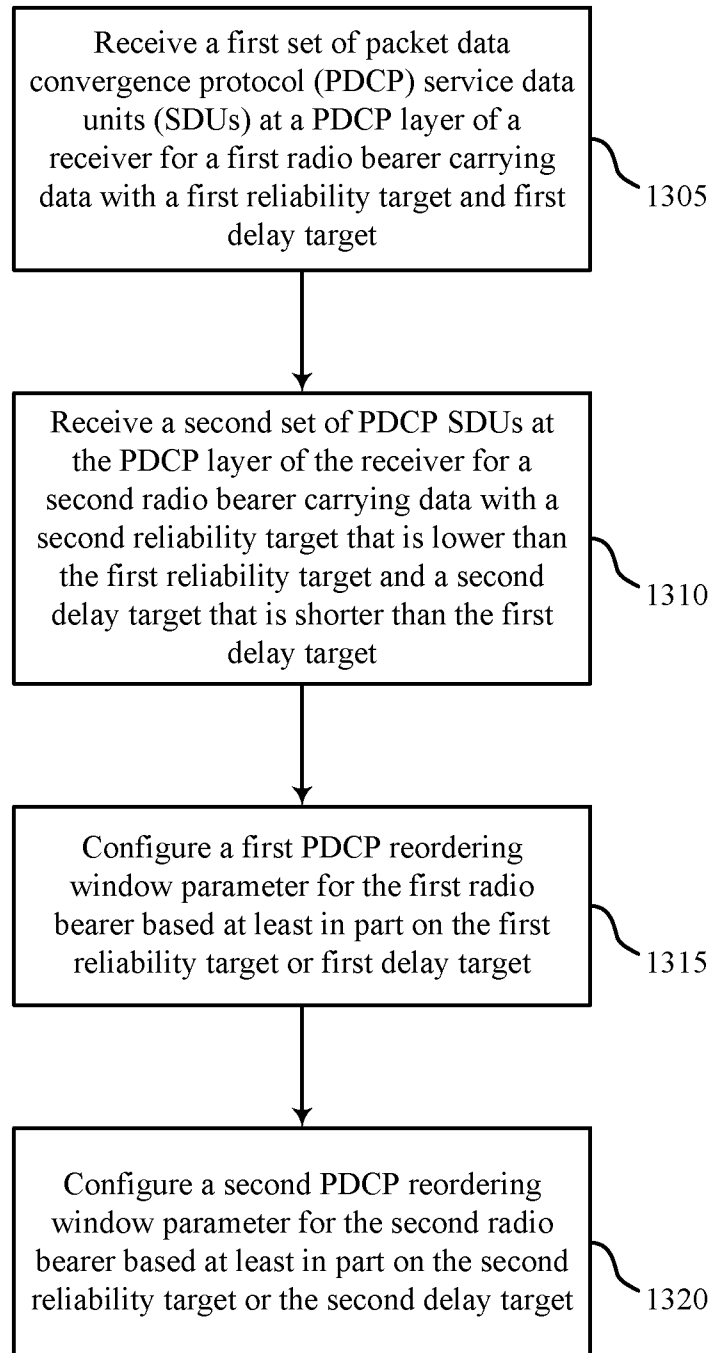 Receive a first set of packet data
convergence protocol (PDCP) service data
units (SDUs) at a PDCP layer of a
receiver for a first radio bearer carrying
data with a first reliability target and first
delay target
1305
Receive a second set of PDCP SDUs at
the PDCP layer of the receiver for a
second radio bearer carrying data with a
second reliability target that is lower than
the first reliability target and a second
delay target that is shorter than the first
delay target
1310
Configure a first PDCP reordering
window parameter for the first radio
bearer based at least in part on the first
reliability target or first delay target
1315
Configure a second PDCP reordering
window parameter for the second radio
bearer based at least in part on the second
reliability target or the second delay target
1320